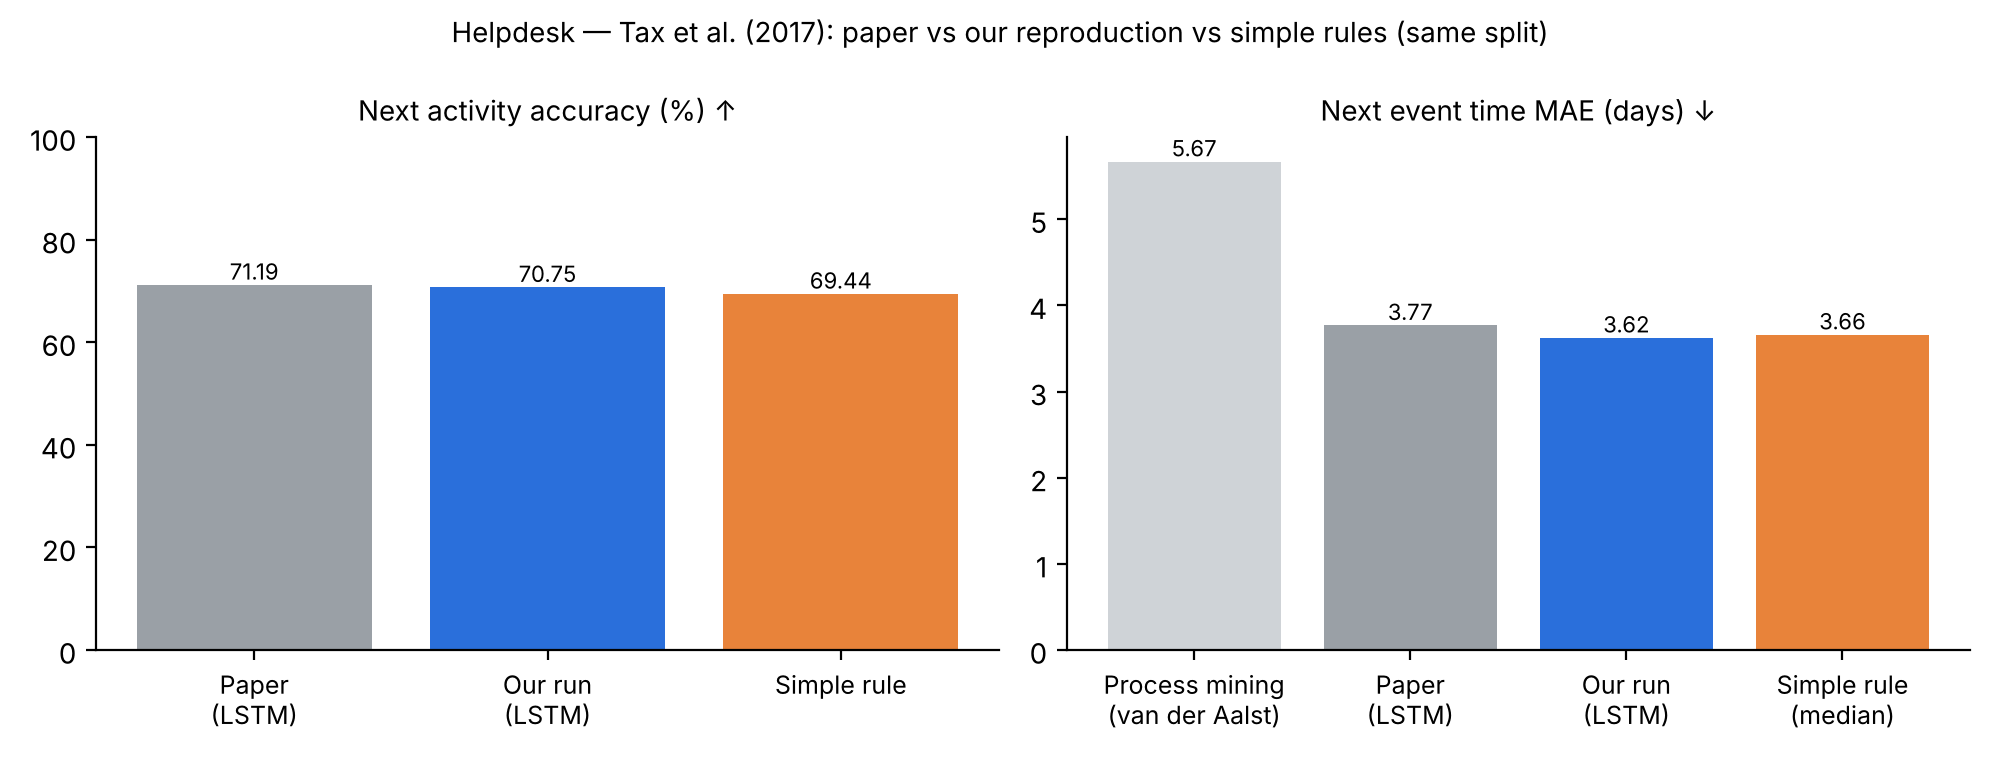 Helpdesk — Tax et al. (2017): paper vs our reproduction vs simple rules (same split)
Next activity accuracy (%) ↑
100
80
60
40
20
0
71.19
70.75
69.44
Paper
(LSTM)
Our run
(LSTM)
Simple rule
Next event time MAE (days) ↓
5
4
3
2
1
0
5.67
3.77
3.62
3.66
Process mining
(van der Aalst)
Paper
(LSTM)
Our run
(LSTM)
Simple rule
(median)